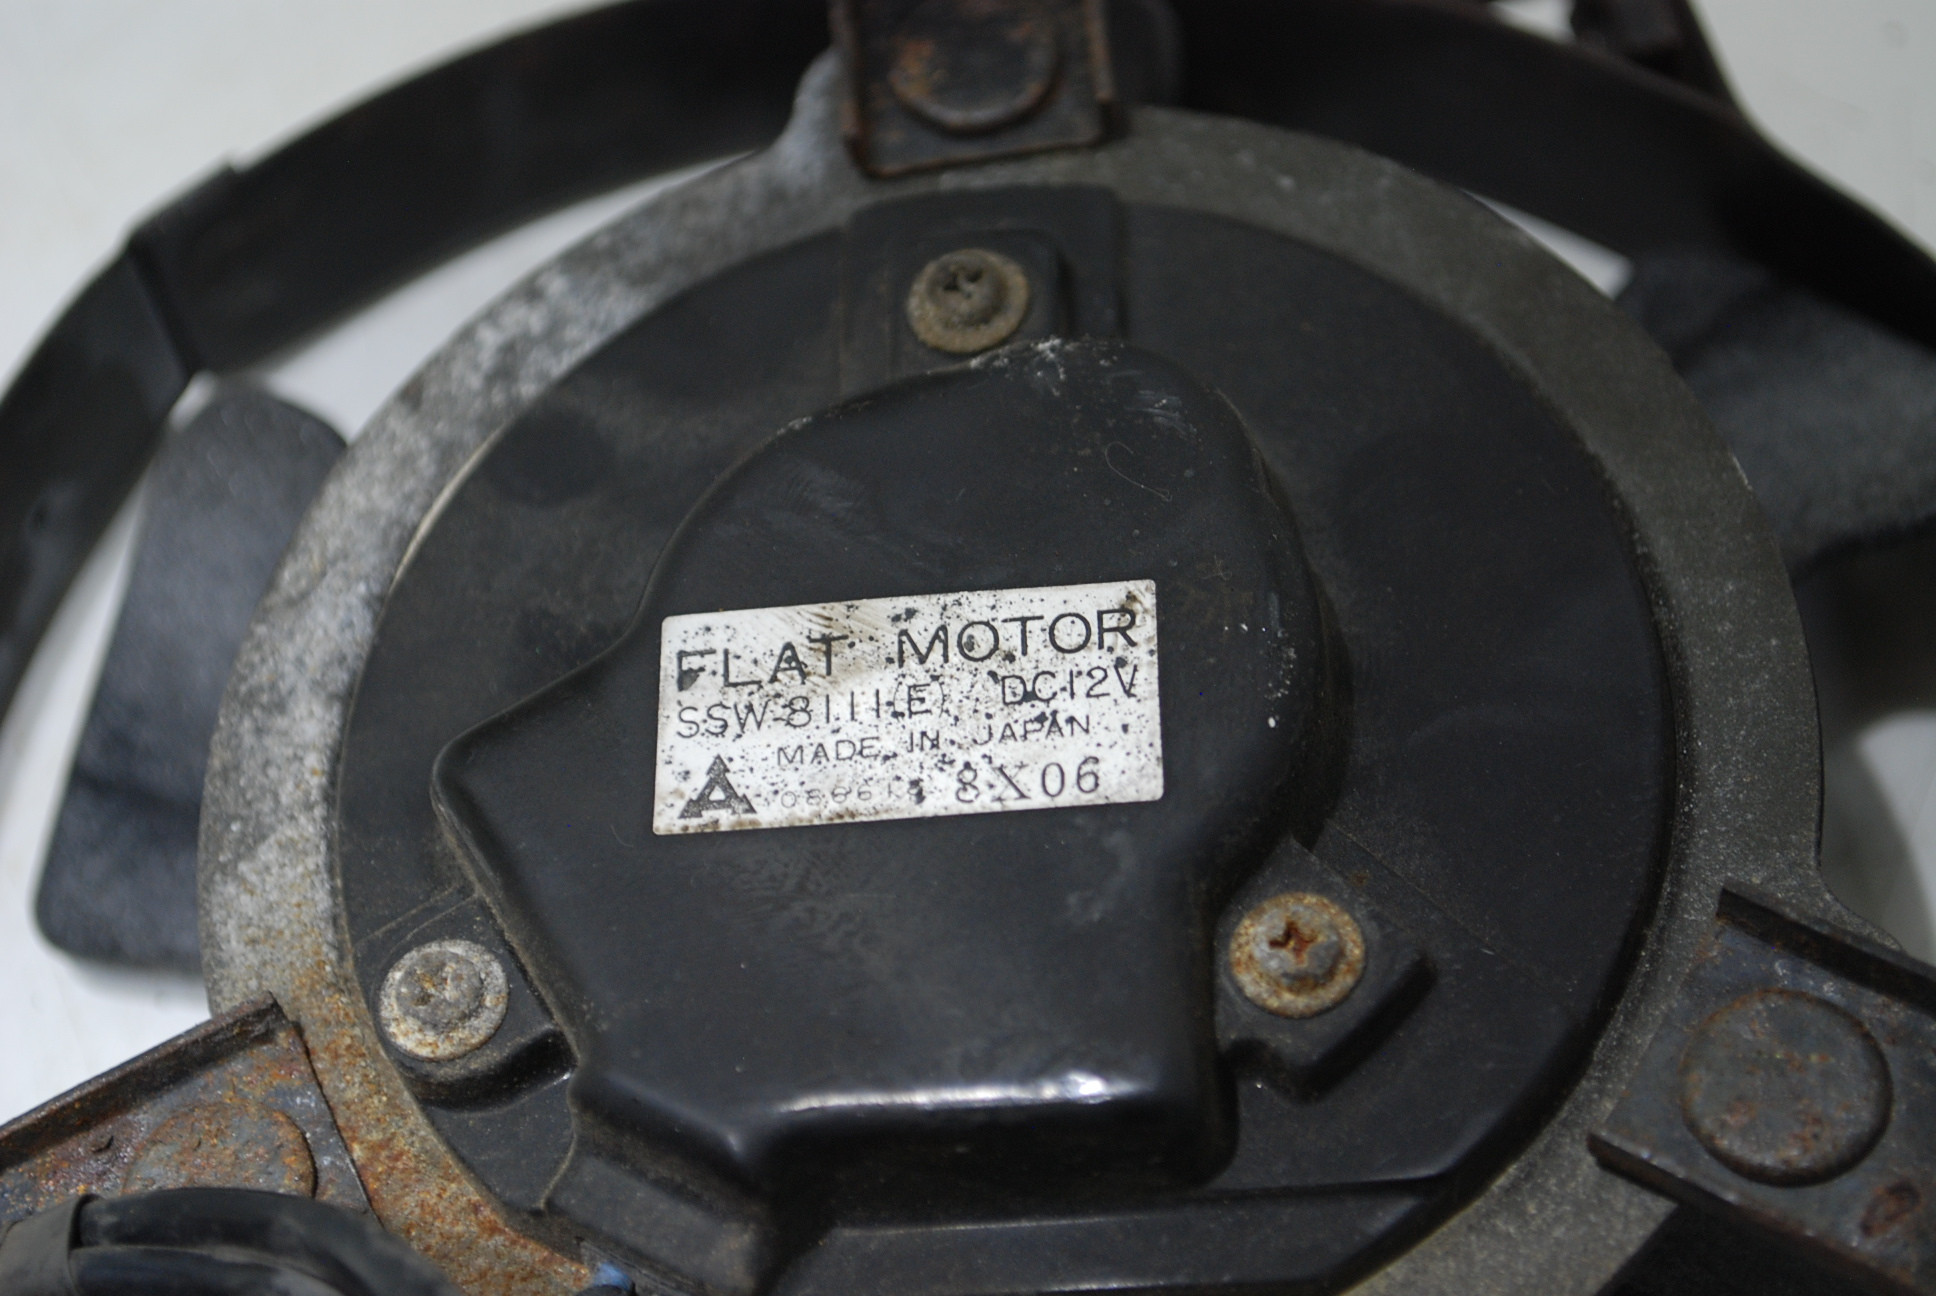 FLAT MOTOR
SSW-8111(E) DC12V
MADE IN JAPAN
8X06